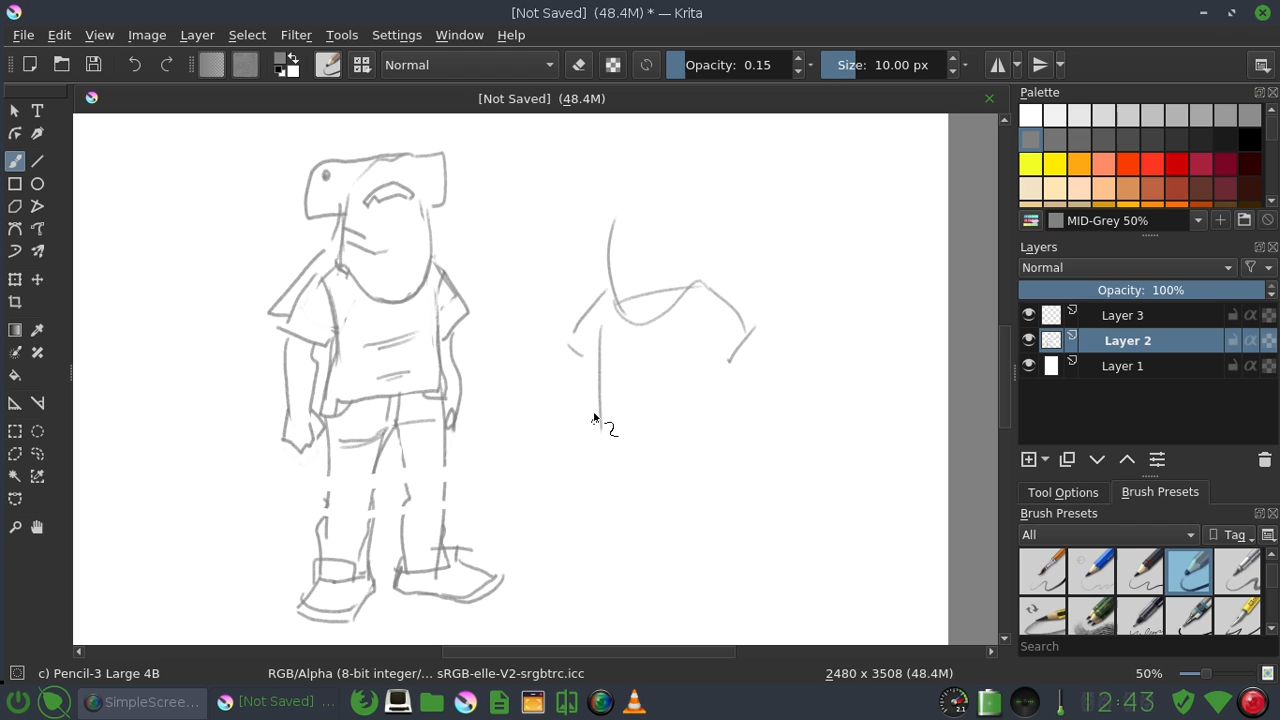 [Not Saved]  (48.4M) * — Krita
File Edit View Image Layer Select Filter Tools Settings Window Help
Normal Opacity: 0.15 Size: 10.00 px
[Not Saved]  (48.4M)
Palette
MID-Grey 50%
Layers
Normal
Opacity: 100%
Layer 3
Layer 2
Layer 1
Tool Options Brush Presets
Brush Presets
All Tag
Search
c) Pencil-3 Large 4B RGB/Alpha (8-bit integer/... sRGB-elle-V2-srgbtrc.icc 2480 x 3508 (48.4M) 50%
SimpleScree... [Not Saved] ... 12:43